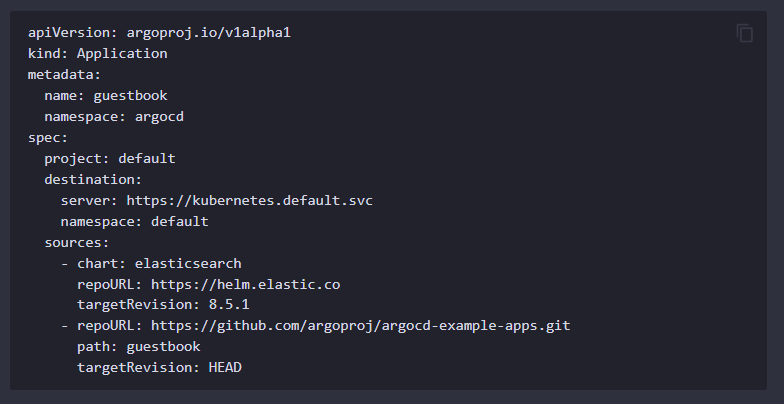 apiVersion: argoproj.io/v1alpha1
kind: Application
metadata:
  name: guestbook
  namespace: argocd
spec:
  project: default
  destination:
    server: https://kubernetes.default.svc
    namespace: default
  sources:
    - chart: elasticsearch
      repoURL: https://helm.elastic.co
      targetRevision: 8.5.1
    - repoURL: https://github.com/argoproj/argocd-example-apps.git
      path: guestbook
      targetRevision: HEAD